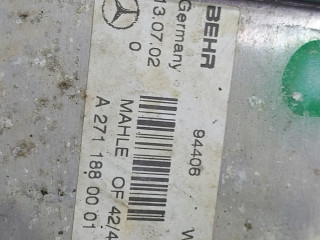 BEHR
Germany
13.07.02
0
94406
W
MAHLE OF 42/4
A 271 188 00 01